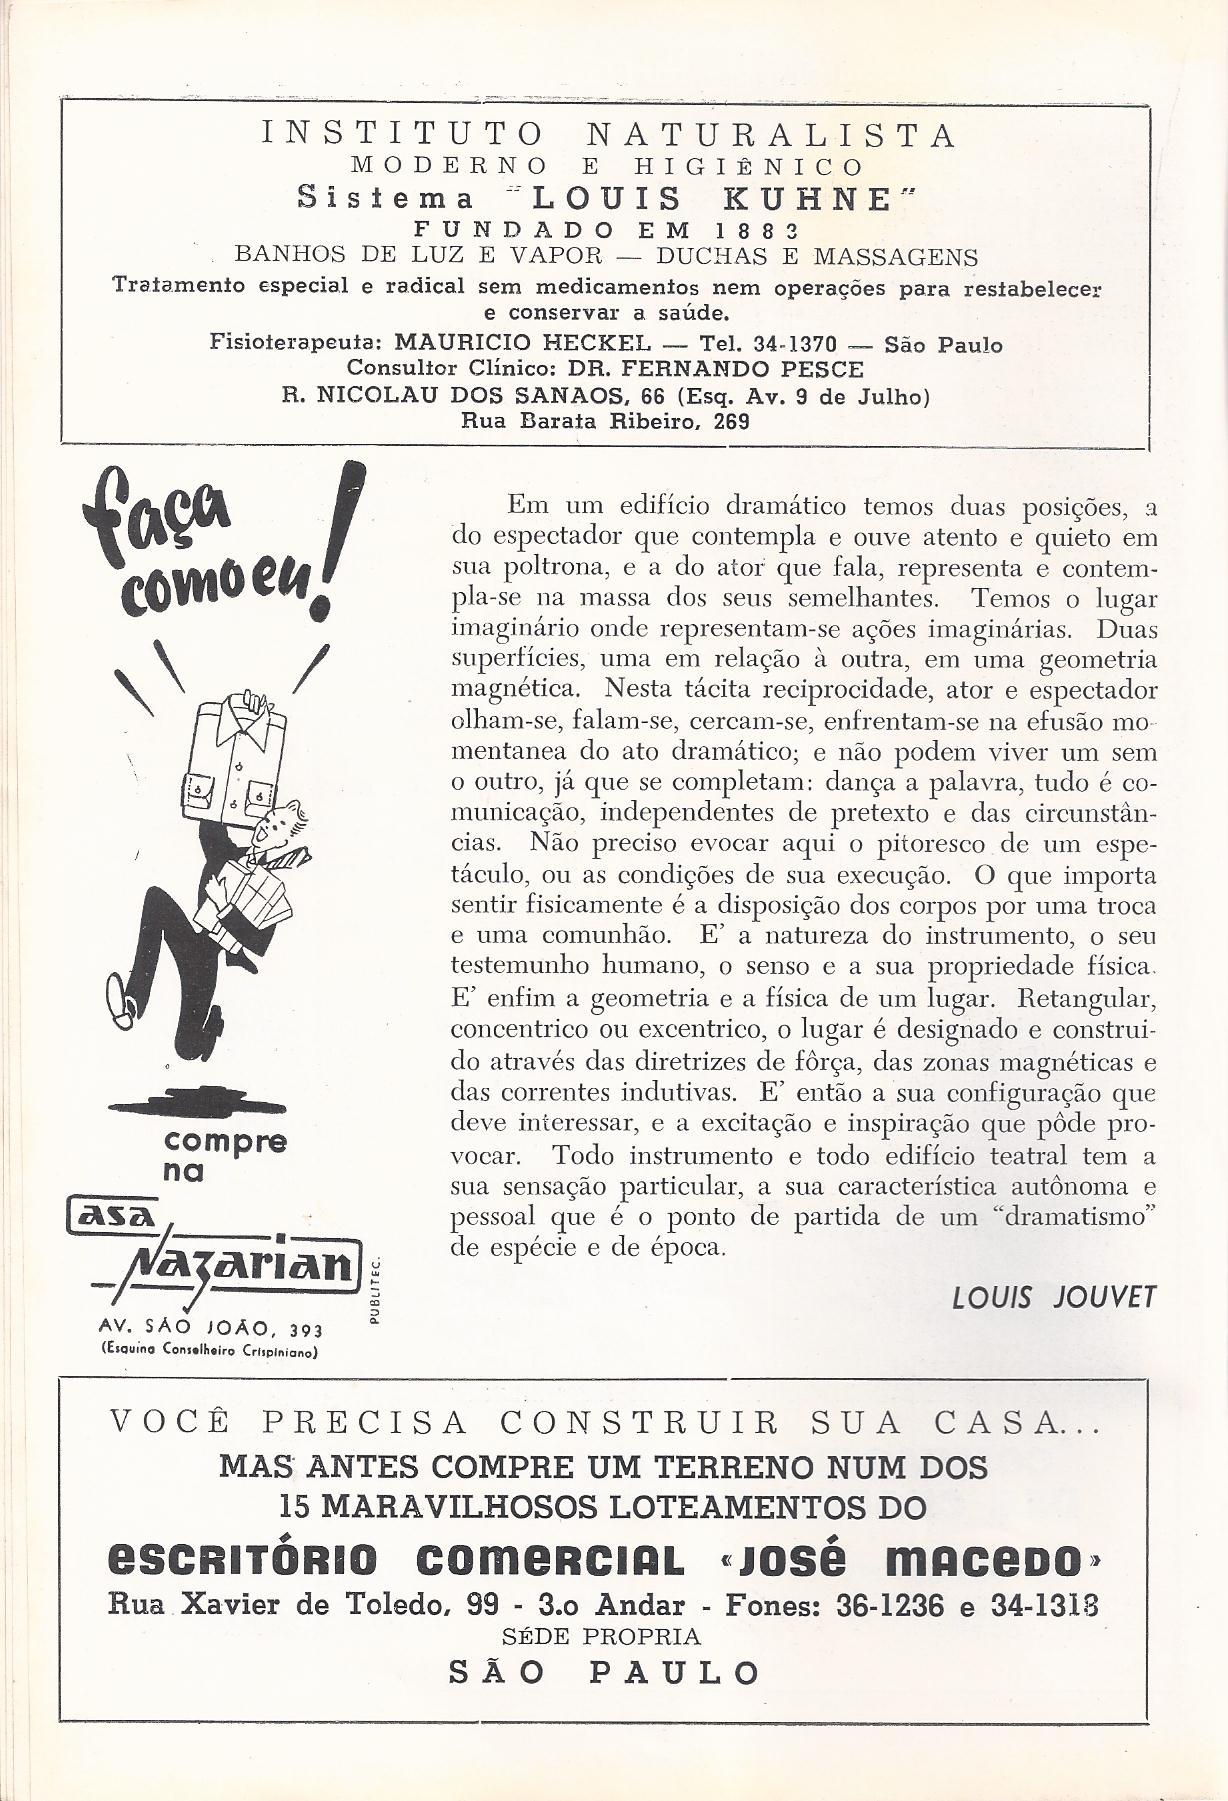 INSTITUTO NATURALISTA
MODERNO E HIGIÊNICO
Sistema "LOUIS KUHNE"
FUNDADO EM 1883
BANHOS DE LUZ E VAPOR — DUCHAS E MASSAGENS
Tratamento especial e radical sem medicamentos nem operações para restabelecer
e conservar a saúde.
Fisioterapeuta: MAURICIO HECKEL — Tel. 34-1370 — São Paulo
Consultor Clínico: DR. FERNANDO PESCE
R. NICOLAU DOS SANAOS, 66 (Esq. Av. 9 de Julho)
Rua Barata Ribeiro, 269
faça
como eu!
compre
na
asa
Nazarian
PUBLITEC.
AV. SÃO JOÃO, 393
(Esquina Conselheiro Crispiniano)
Em um edifício dramático temos duas posições, a
do espectador que contempla e ouve atento e quieto em
sua poltrona, e a do ator que fala, representa e contem-
pla-se na massa dos seus semelhantes. Temos o lugar
imaginário onde representam-se ações imaginárias. Duas
superfícies, uma em relação à outra, em uma geometria
magnética. Nesta tácita reciprocidade, ator e espectador
olham-se, falam-se, cercam-se, enfrentam-se na efusão mo-
mentanea do ato dramático; e não podem viver um sem
o outro, já que se completam: dança a palavra, tudo é co-
municação, independentes de pretexto e das circunstân-
cias. Não preciso evocar aqui o pitoresco de um espe-
táculo, ou as condições de sua execução. O que importa
sentir fisicamente é a disposição dos corpos por uma troca
e uma comunhão. E' a natureza do instrumento, o seu
testemunho humano, o senso e a sua propriedade física.
E' enfim a geometria e a física de um lugar. Retangular,
concentrico ou excentrico, o lugar é designado e construi-
do através das diretrizes de fôrça, das zonas magnéticas e
das correntes indutivas. E' então a sua configuração que
deve interessar, e a excitação e inspiração que pôde pro-
vocar. Todo instrumento e todo edifício teatral tem a
sua sensação particular, a sua característica autônoma e
pessoal que é o ponto de partida de um "dramatismo"
de espécie e de época.
LOUIS JOUVET
VOCÊ PRECISA CONSTRUIR SUA CASA...
MAS ANTES COMPRE UM TERRENO NUM DOS
15 MARAVILHOSOS LOTEAMENTOS DO
ESCRITÓRIO COMERCIAL «JOSÉ MACEDO»
Rua Xavier de Toledo, 99 - 3.o Andar - Fones: 36-1236 e 34-1318
SÉDE PROPRIA
SÃO PAULO